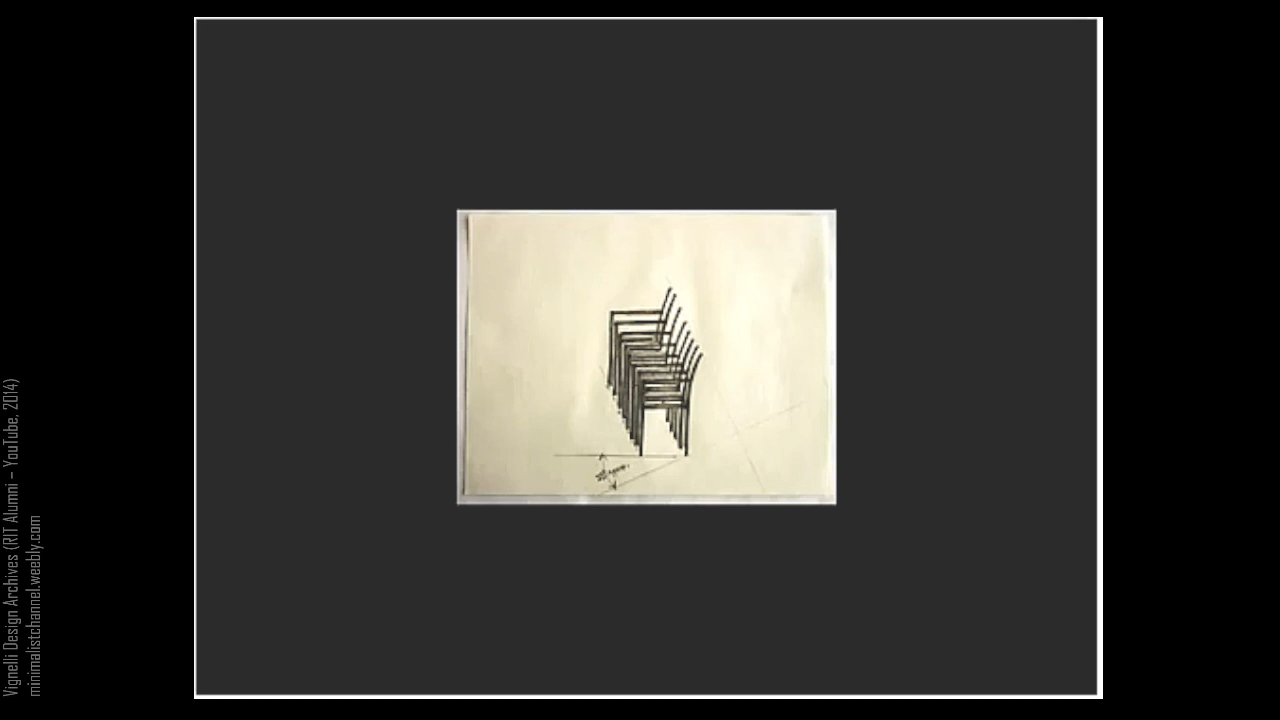 Vignelli Design Archives (RIT Alumni – YouTube, 2014)
minimalistchannel.weebly.com